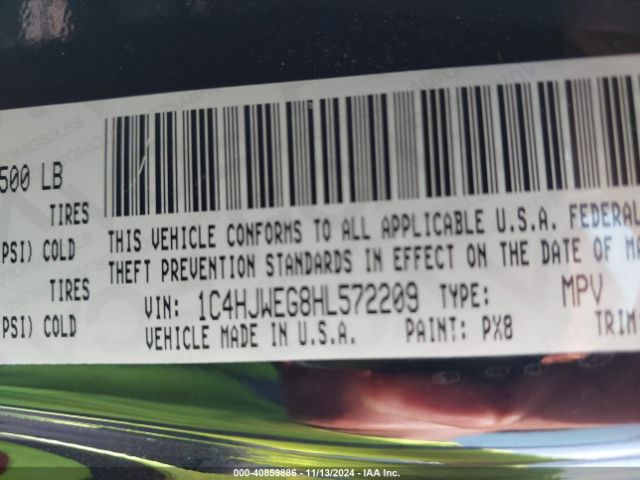 500 LB
TIRES
PSI) COLD
TIRES
PSI) COLD
THIS VEHICLE CONFORMS TO ALL APPLICABLE U.S.A. FEDERAL
THEFT PREVENTION STANDARDS IN EFFECT ON THE DATE OF MA
VIN: 1C4HJWEG8HL572209 TYPE: MPV
VEHICLE MADE IN U.S.A. PAINT: PX8 TRIM
000-40859886 - 11/13/2024 - IAA Inc.